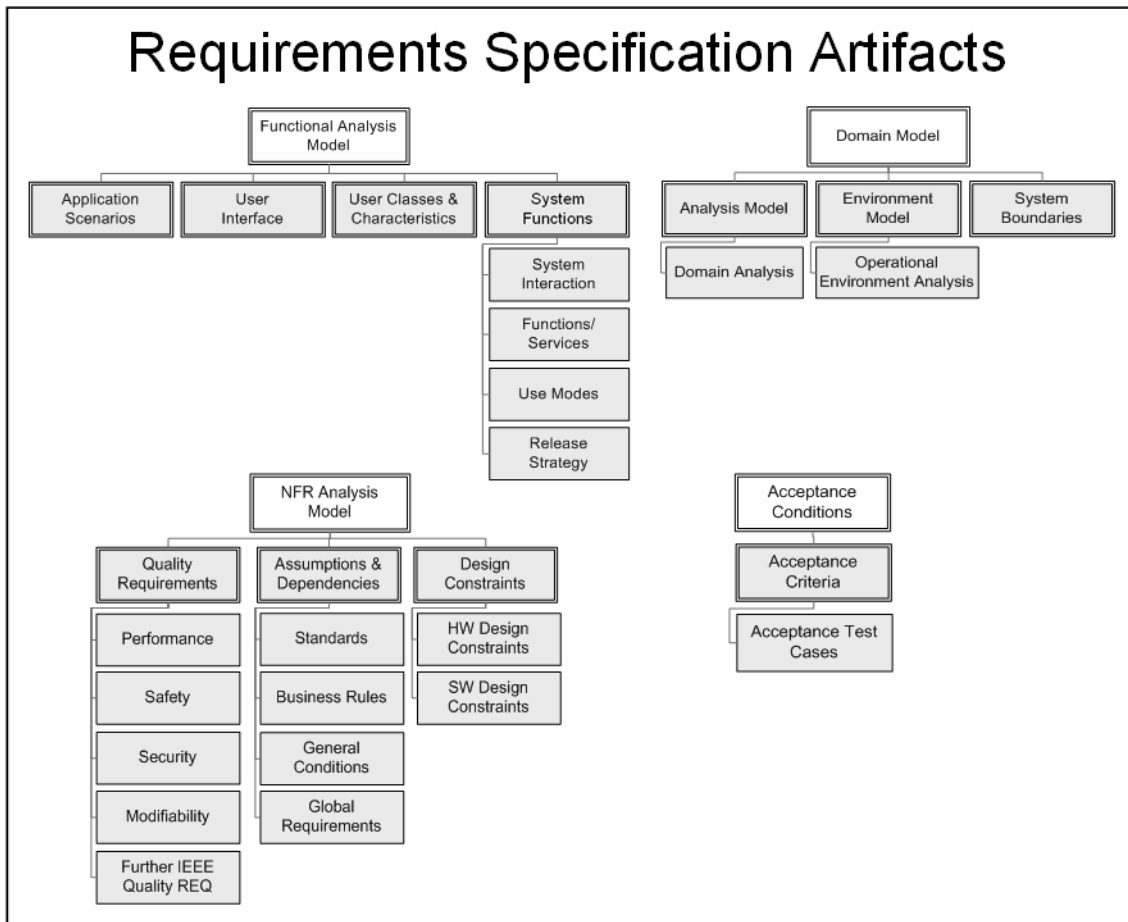 Requirements Specification Artifacts
Functional Analysis
Model
Application
Scenarios
User
Interface
User Classes &
Characteristics
System
Functions
System
Interaction
Functions/
Services
Use Modes
Release
Strategy
Domain Model
Analysis Model
Environment
Model
System
Boundaries
Domain Analysis
Operational
Environment Analysis
NFR Analysis
Model
Quality
Requirements
Assumptions &
Dependencies
Design
Constraints
Performance
Safety
Security
Modifiability
Further IEEE
Quality REQ
Standards
Business Rules
General
Conditions
Global
Requirements
HW Design
Constraints
SW Design
Constraints
Acceptance
Conditions
Acceptance
Criteria
Acceptance Test
Cases